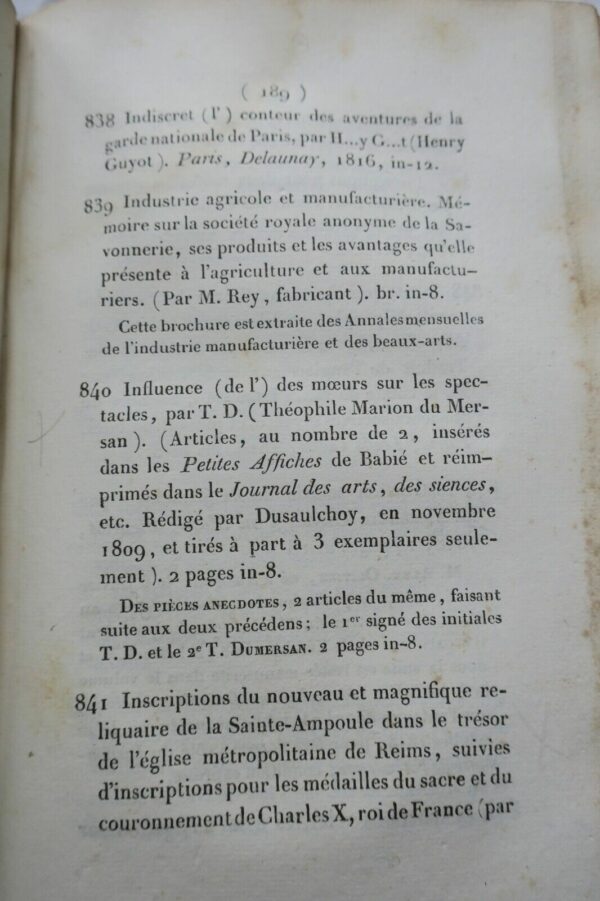 ( 189 )
838 Indiscret (l') conteur des aventures de la
garde nationale de Paris, par H...y G...t (Henry
Guyot ). Paris, Delaunay, 1816, in-12.
839 Industrie agricole et manufacturière. Mé-
moire sur la société royale anonyme de la Sa-
vonnerie, ses produits et les avantages qu'elle
présente à l'agriculture et aux manufactu-
riers. (Par M. Rey, fabricant ). br. in-8.
Cette brochure est extraite des Annales mensuelles
de l'industrie manufacturière et des beaux-arts.
840 Influence (de l') des mœurs sur les spec-
tacles, par T. D. (Théophile Marion du Mer-
san ). (Articles, au nombre de 2, insérés
dans les Petites Affiches de Babié et réim-
primés dans le Journal des arts, des siences,
etc. Rédigé par Dusaulchoy, en novembre
1809, et tirés à part à 3 exemplaires seule-
ment ). 2 pages in-8.
DES PIÈCES ANECDOTES, 2 articles du même, faisant
suite aux deux précédens; le 1er signé des initiales
T. D. et le 2e T. DUMERSAN. 2 pages in-8.
841 Inscriptions du nouveau et magnifique re-
liquaire de la Sainte-Ampoule dans le trésor
de l'église métropolitaine de Reims, suivies
d'inscriptions pour les médailles du sacre et du
couronnement de Charles X, roi de France (par